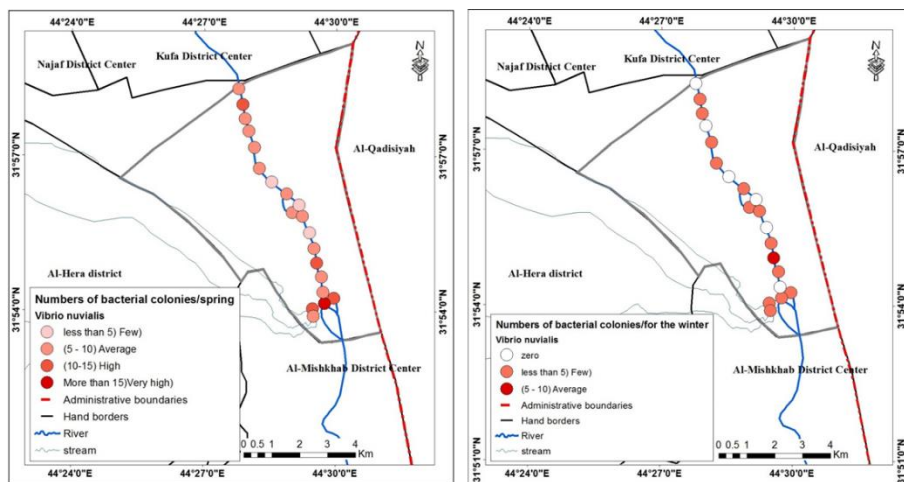 44°24'0"E 44°27'0"E 44°30'0"E
Kufa District Center
N
Najaf District Center
Al-Qadisiyah
31°57'0"N
31°57'0"N
Al-Hera district
31°54'0"N
31°54'0"N
Numbers of bacterial colonies/spring
Vibrio nuvialis
less than 5) Few)
(5 - 10) Average
(10-15) High
More than 15)Very high)
Administrative boundaries
Hand borders
River
stream
Al-Mishkhab District Center
0 0.5 1 2 3 4
Km
44°24'0"E 44°27'0"E 44°30'0"E
44°24'0"E 44°27'0"E 44°30'0"E
Kufa District Center
N
Najaf District Center
Al-Qadisiyah
31°57'0"N
31°57'0"N
Al-Hera district
31°54'0"N
31°54'0"N
Numbers of bacterial colonies/for the winter
Vibrio nuvialis
zero
less than 5) Few)
(5 - 10) Average
Administrative boundaries
Hand borders
River
stream
Al-Mishkhab District Center
0 0.5 1 2 3 4
Km
31°51'0"N
31°51'0"N
44°24'0"E 44°27'0"E 44°30'0"E